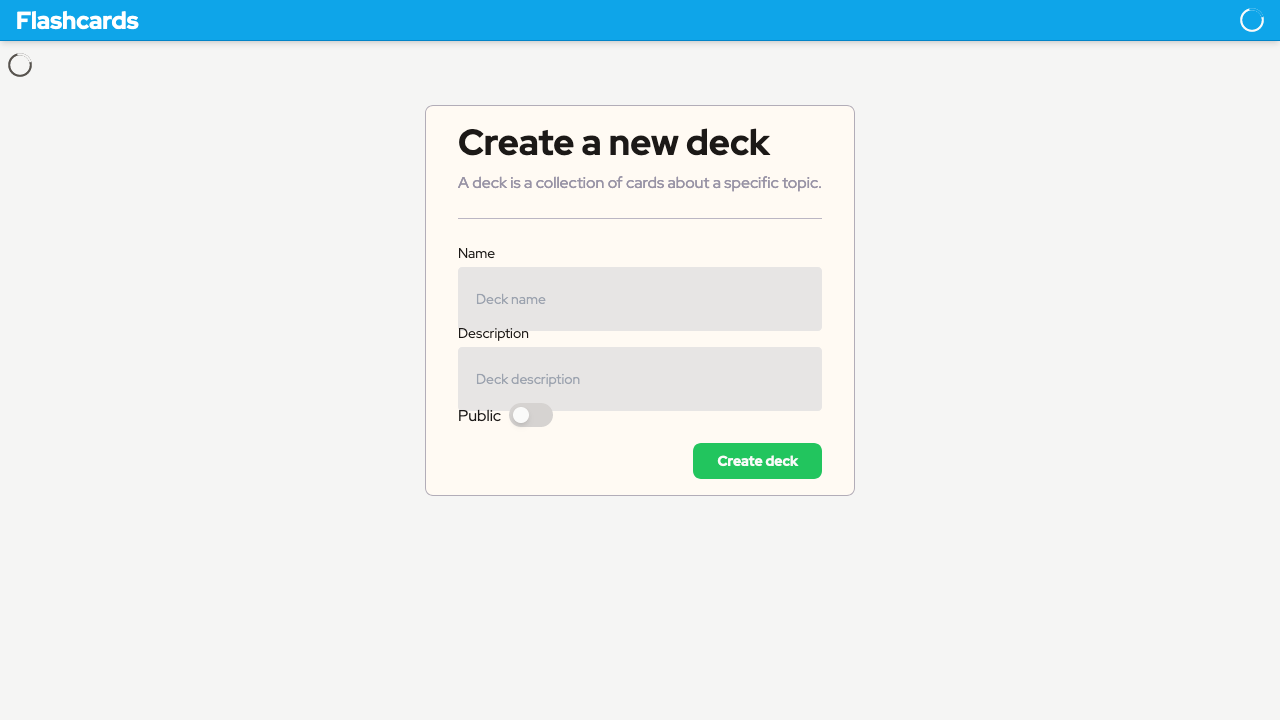 Flashcards
Create a new deck
A deck is a collection of cards about a specific topic.
Name
Deck name
Description
Deck description
Public
Create deck